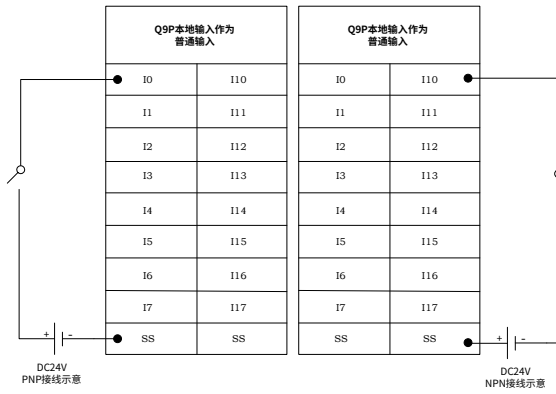 Q9P本地输入作为
普通输入
Q9P本地输入作为
普通输入
I0 I10 I0 I10
I1 I11 I1 I11
I2 I12 I2 I12
I3 I13 I3 I13
I4 I14 I4 I14
I5 I15 I5 I15
I6 I16 I6 I16
I7 I17 I7 I17
SS SS SS SS
+ -
+ -
DC24V
PNP接线示意
DC24V
NPN接线示意